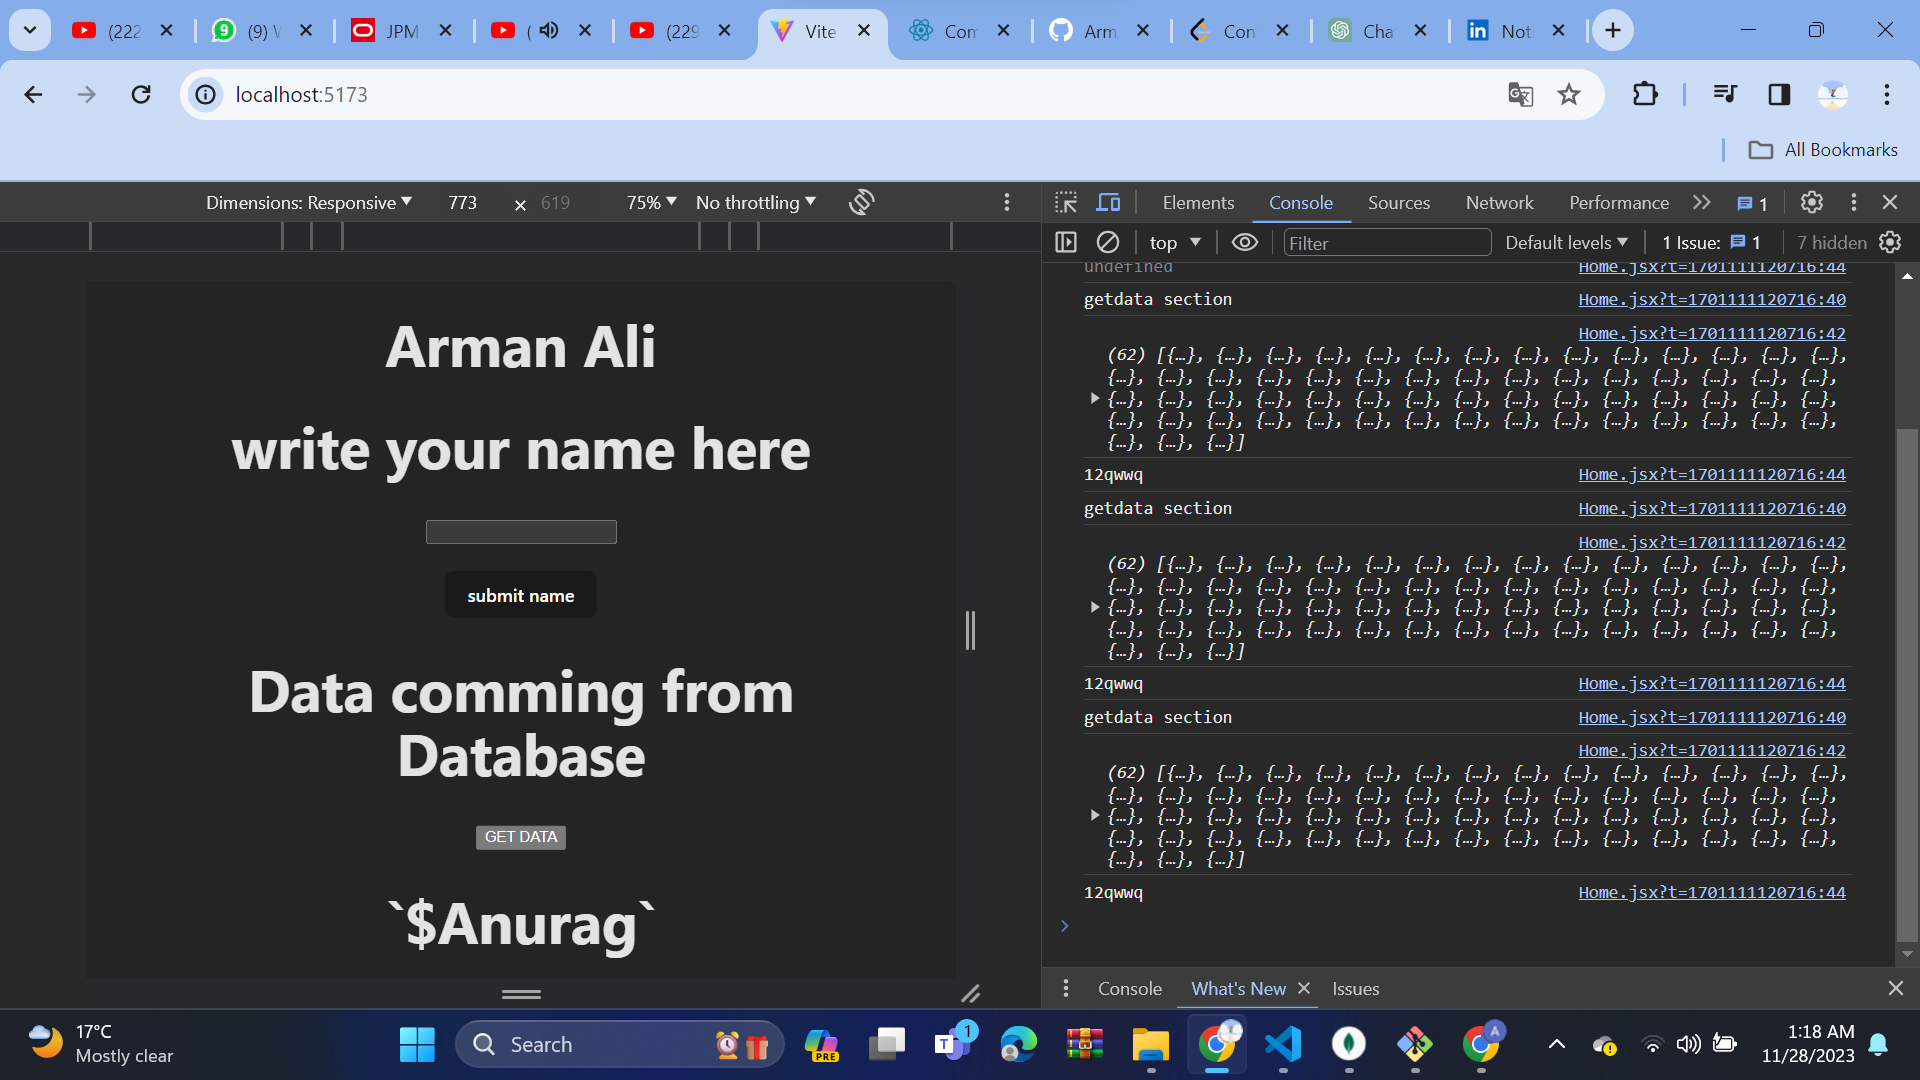 (222
(9) V
JPM
(
(229
Vite
Com
Arm
Con
Cha
Not
localhost:5173
All Bookmarks
Dimensions: Responsive
773
×
619
75%
No throttling
Elements
Console
Sources
Network
Performance
1
top
Filter
Default levels
1 Issue:
1
7 hidden
undefined
Home.jsx?t=1701111120716:44
getdata section
Home.jsx?t=1701111120716:40
Home.jsx?t=1701111120716:42
(62) [{…}, {…}, {…}, {…}, {…}, {…}, {…}, {…}, {…}, {…}, {…}, {…}, {…}, {…},
{…}, {…}, {…}, {…}, {…}, {…}, {…}, {…}, {…}, {…}, {…}, {…}, {…}, {…}, {…},
{…}, {…}, {…}, {…}, {…}, {…}, {…}, {…}, {…}, {…}, {…}, {…}, {…}, {…}, {…},
{…}, {…}, {…}, {…}, {…}, {…}, {…}, {…}, {…}, {…}, {…}, {…}, {…}, {…}, {…},
{…}, {…}, {…}]
12qwwq
Home.jsx?t=1701111120716:44
getdata section
Home.jsx?t=1701111120716:40
Home.jsx?t=1701111120716:42
(62) [{…}, {…}, {…}, {…}, {…}, {…}, {…}, {…}, {…}, {…}, {…}, {…}, {…}, {…},
{…}, {…}, {…}, {…}, {…}, {…}, {…}, {…}, {…}, {…}, {…}, {…}, {…}, {…}, {…},
{…}, {…}, {…}, {…}, {…}, {…}, {…}, {…}, {…}, {…}, {…}, {…}, {…}, {…}, {…},
{…}, {…}, {…}, {…}, {…}, {…}, {…}, {…}, {…}, {…}, {…}, {…}, {…}, {…}, {…},
{…}, {…}, {…}]
12qwwq
Home.jsx?t=1701111120716:44
getdata section
Home.jsx?t=1701111120716:40
Home.jsx?t=1701111120716:42
(62) [{…}, {…}, {…}, {…}, {…}, {…}, {…}, {…}, {…}, {…}, {…}, {…}, {…}, {…},
{…}, {…}, {…}, {…}, {…}, {…}, {…}, {…}, {…}, {…}, {…}, {…}, {…}, {…}, {…},
{…}, {…}, {…}, {…}, {…}, {…}, {…}, {…}, {…}, {…}, {…}, {…}, {…}, {…}, {…},
{…}, {…}, {…}, {…}, {…}, {…}, {…}, {…}, {…}, {…}, {…}, {…}, {…}, {…}, {…},
{…}, {…}, {…}]
12qwwq
Home.jsx?t=1701111120716:44
Arman Ali
write your name here
submit name
Data comming from
Database
GET DATA
`$Anurag`
Console
What's New
Issues
17°C
Mostly clear
Search
PRE
T
1
A
1:18 AM
11/28/2023